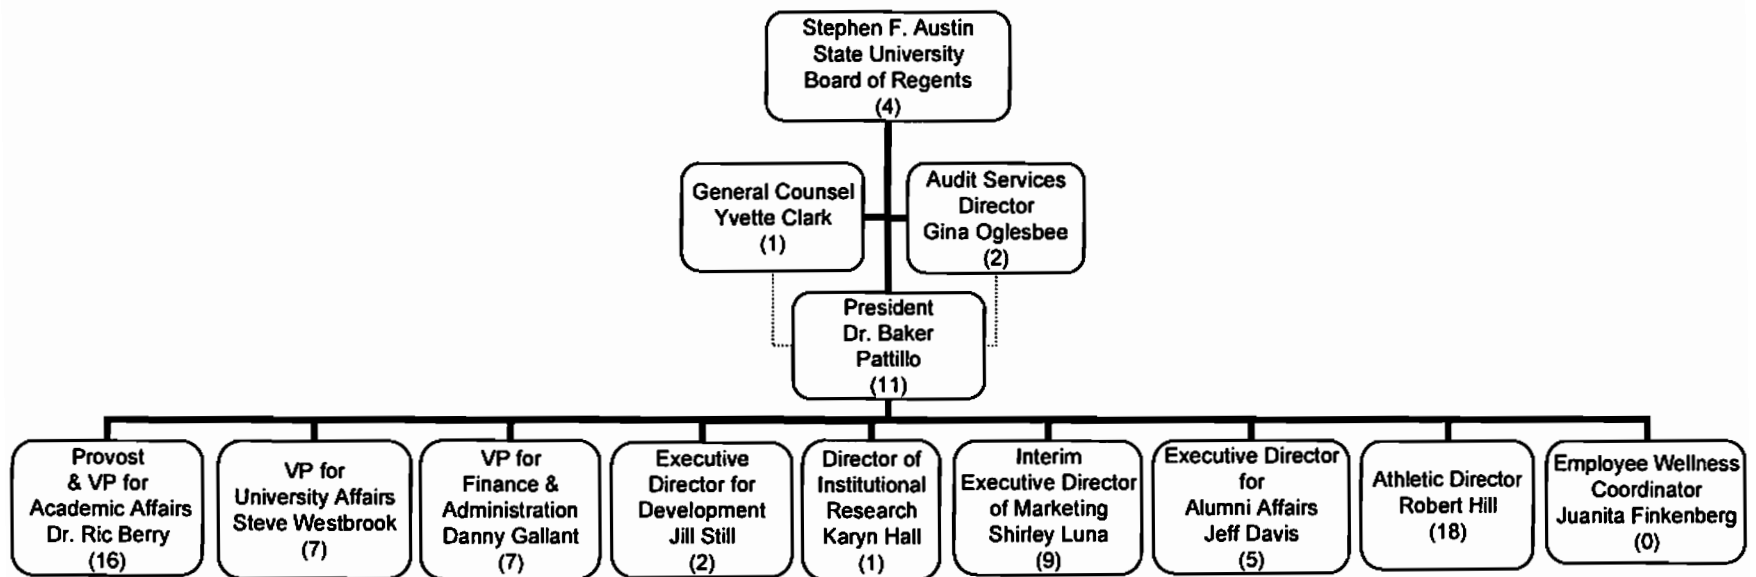 Stephen F. Austin
State University
Board of Regents
(4)
General Counsel
Yvette Clark
(1)
Audit Services
Director
Gina Oglesbee
(2)
President
Dr. Baker
Pattillo
(11)
Provost
& VP for
Academic Affairs
Dr. Ric Berry
(16)
VP for
University Affairs
Steve Westbrook
(7)
VP for
Finance &
Administration
Danny Gallant
(7)
Executive
Director for
Development
Jill Still
(2)
Director of
Institutional
Research
Karyn Hall
(1)
Interim
Executive Director
of Marketing
Shirley Luna
(9)
Executive Director
for
Alumni Affairs
Jeff Davis
(5)
Athletic Director
Robert Hill
(18)
Employee Wellness
Coordinator
Juanita Finkenberg
(0)